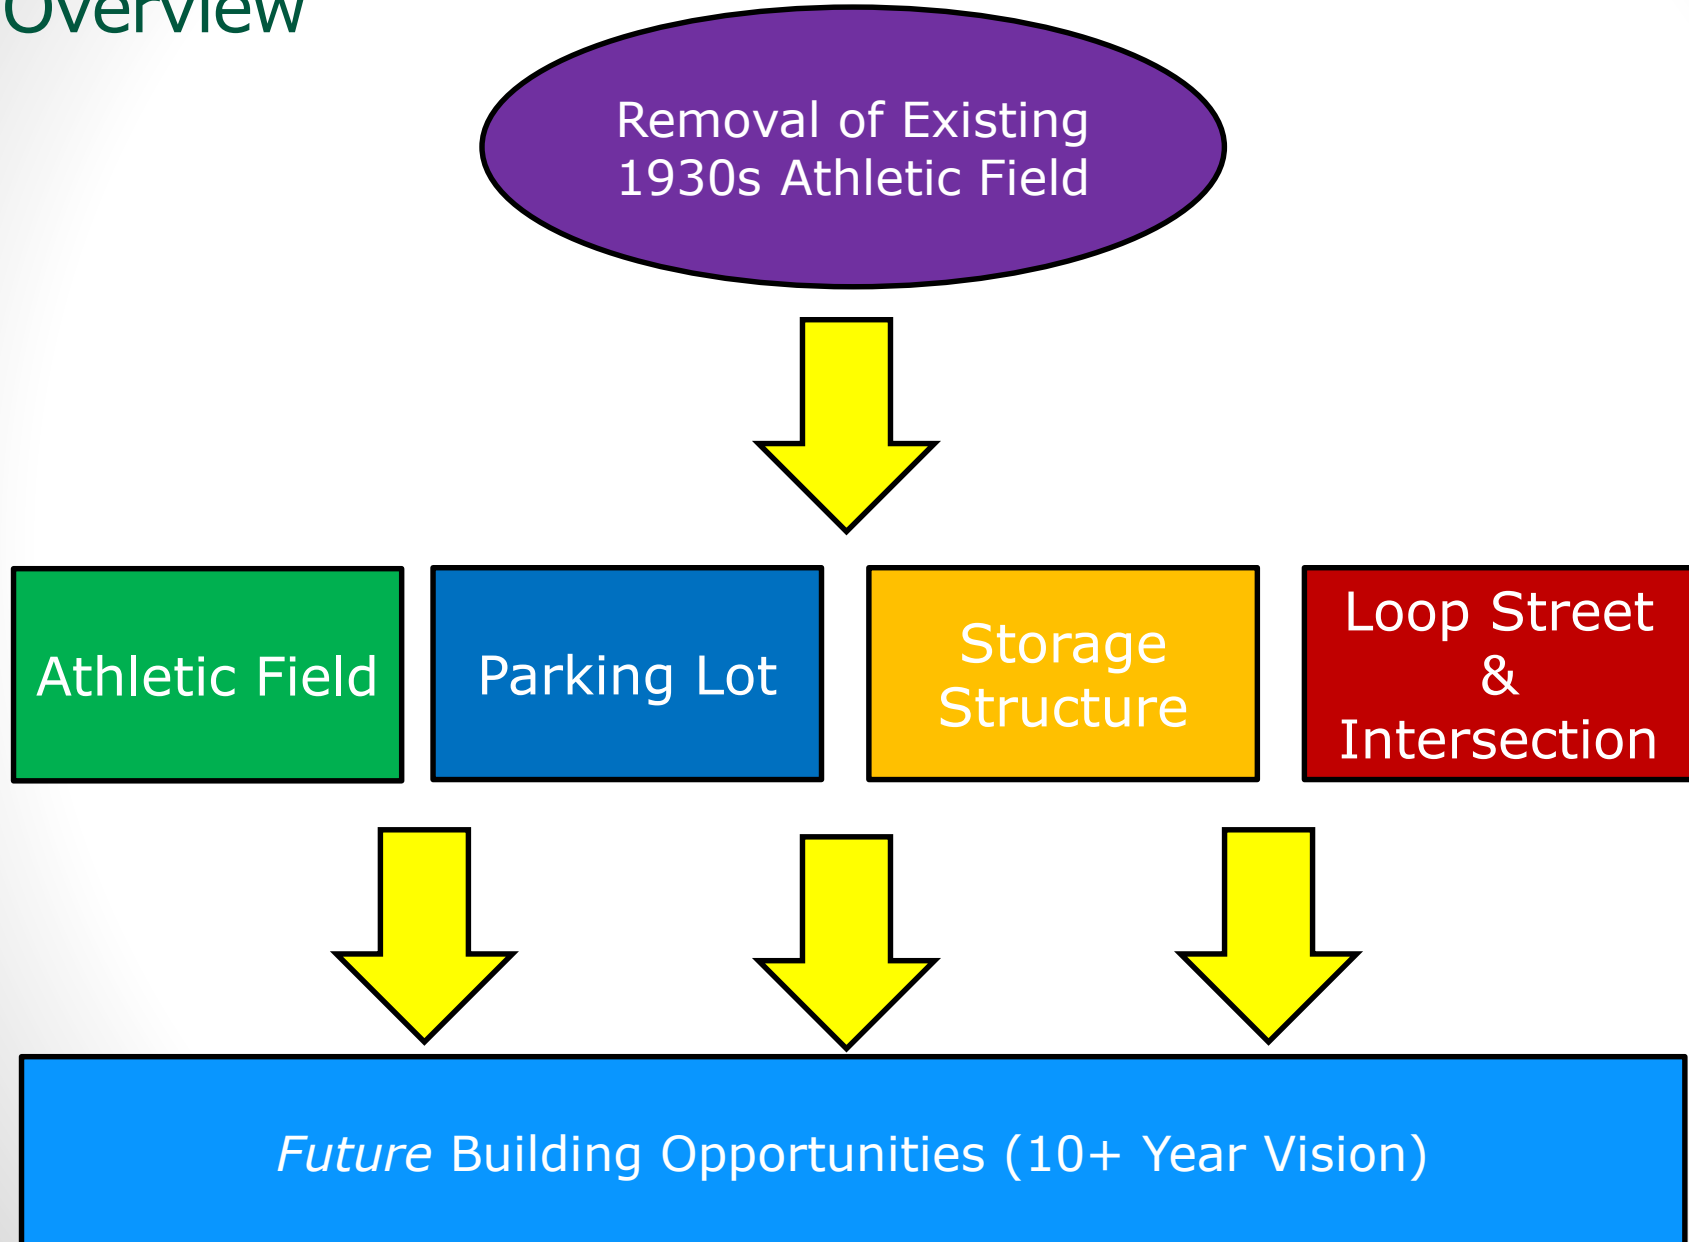 Overview
Removal of Existing
1930s Athletic Field
Athletic Field
Parking Lot
Storage
Structure
Loop Street
&
Intersection
Future Building Opportunities (10+ Year Vision)